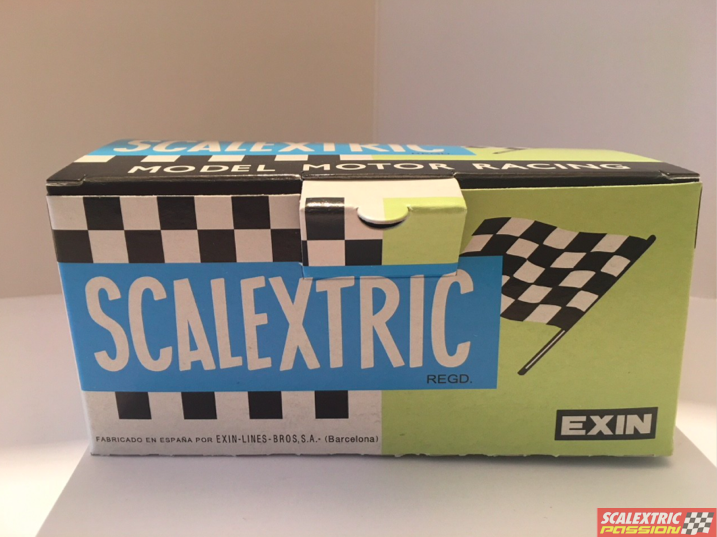 SCALEXTRIC
MODEL MOTOR RACING
SCALEXTRIC
REGD.
EXIN
FABRICADO EN ESPAÑA POR EXIN-LINES-BROS, S.A.- (Barcelona)
SCALEXTRIC
PASSION